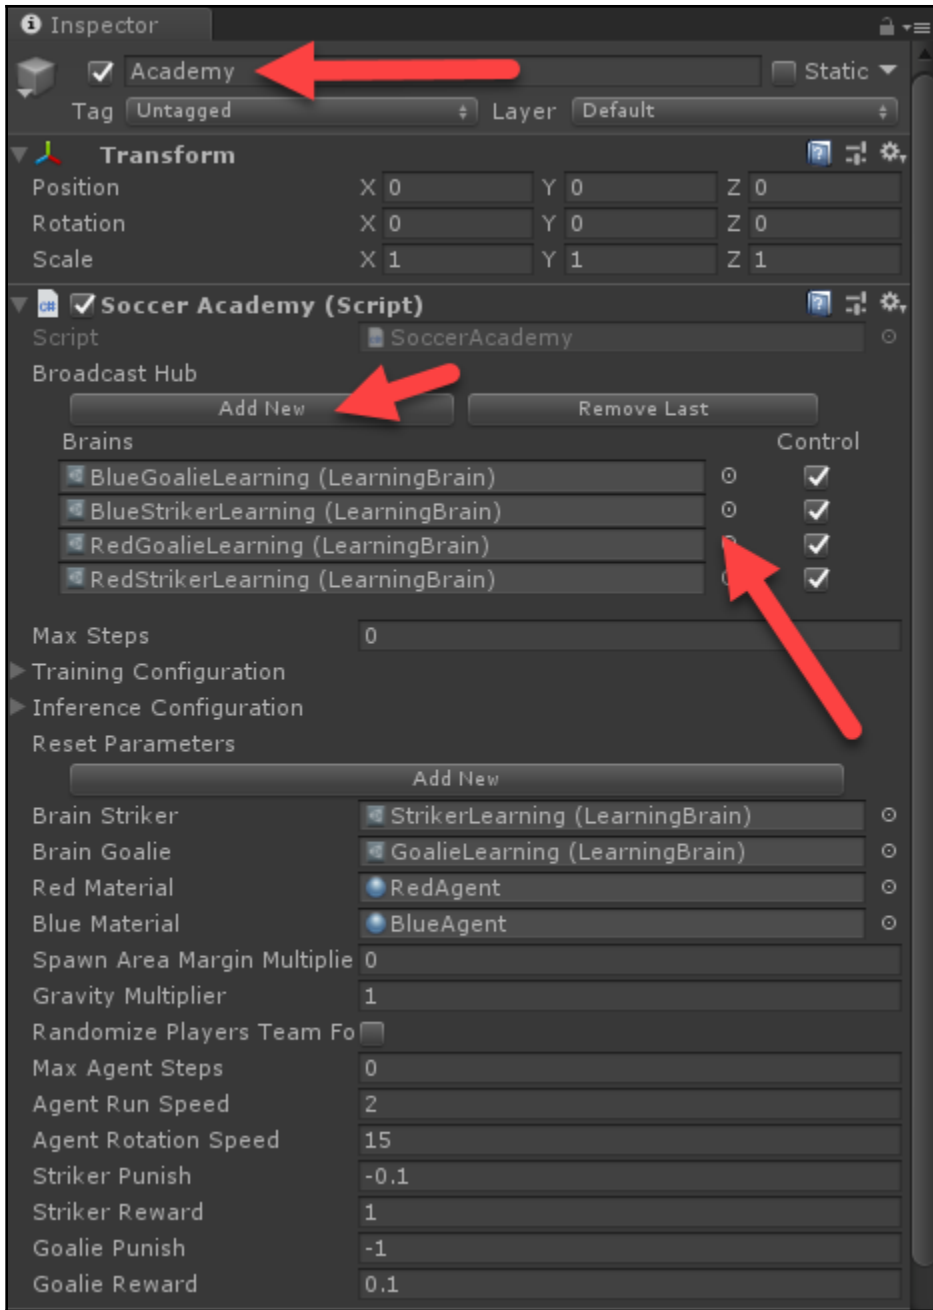 Inspector
Academy Static
Tag Untagged Layer Default
Transform
Position X 0 Y 0 Z 0
Rotation X 0 Y 0 Z 0
Scale X 1 Y 1 Z 1
Soccer Academy (Script)
Script SoccerAcademy
Broadcast Hub
Add New Remove Last
Brains Control
BlueGoalieLearning (LearningBrain)
BlueStrikerLearning (LearningBrain)
RedGoalieLearning (LearningBrain)
RedStrikerLearning (LearningBrain)
Max Steps 0
Training Configuration
Inference Configuration
Reset Parameters
Add New
Brain Striker StrikerLearning (LearningBrain)
Brain Goalie GoalieLearning (LearningBrain)
Red Material RedAgent
Blue Material BlueAgent
Spawn Area Margin Multiplie 0
Gravity Multiplier 1
Randomize Players Team Fo
Max Agent Steps 0
Agent Run Speed 2
Agent Rotation Speed 15
Striker Punish -0.1
Striker Reward 1
Goalie Punish -1
Goalie Reward 0.1